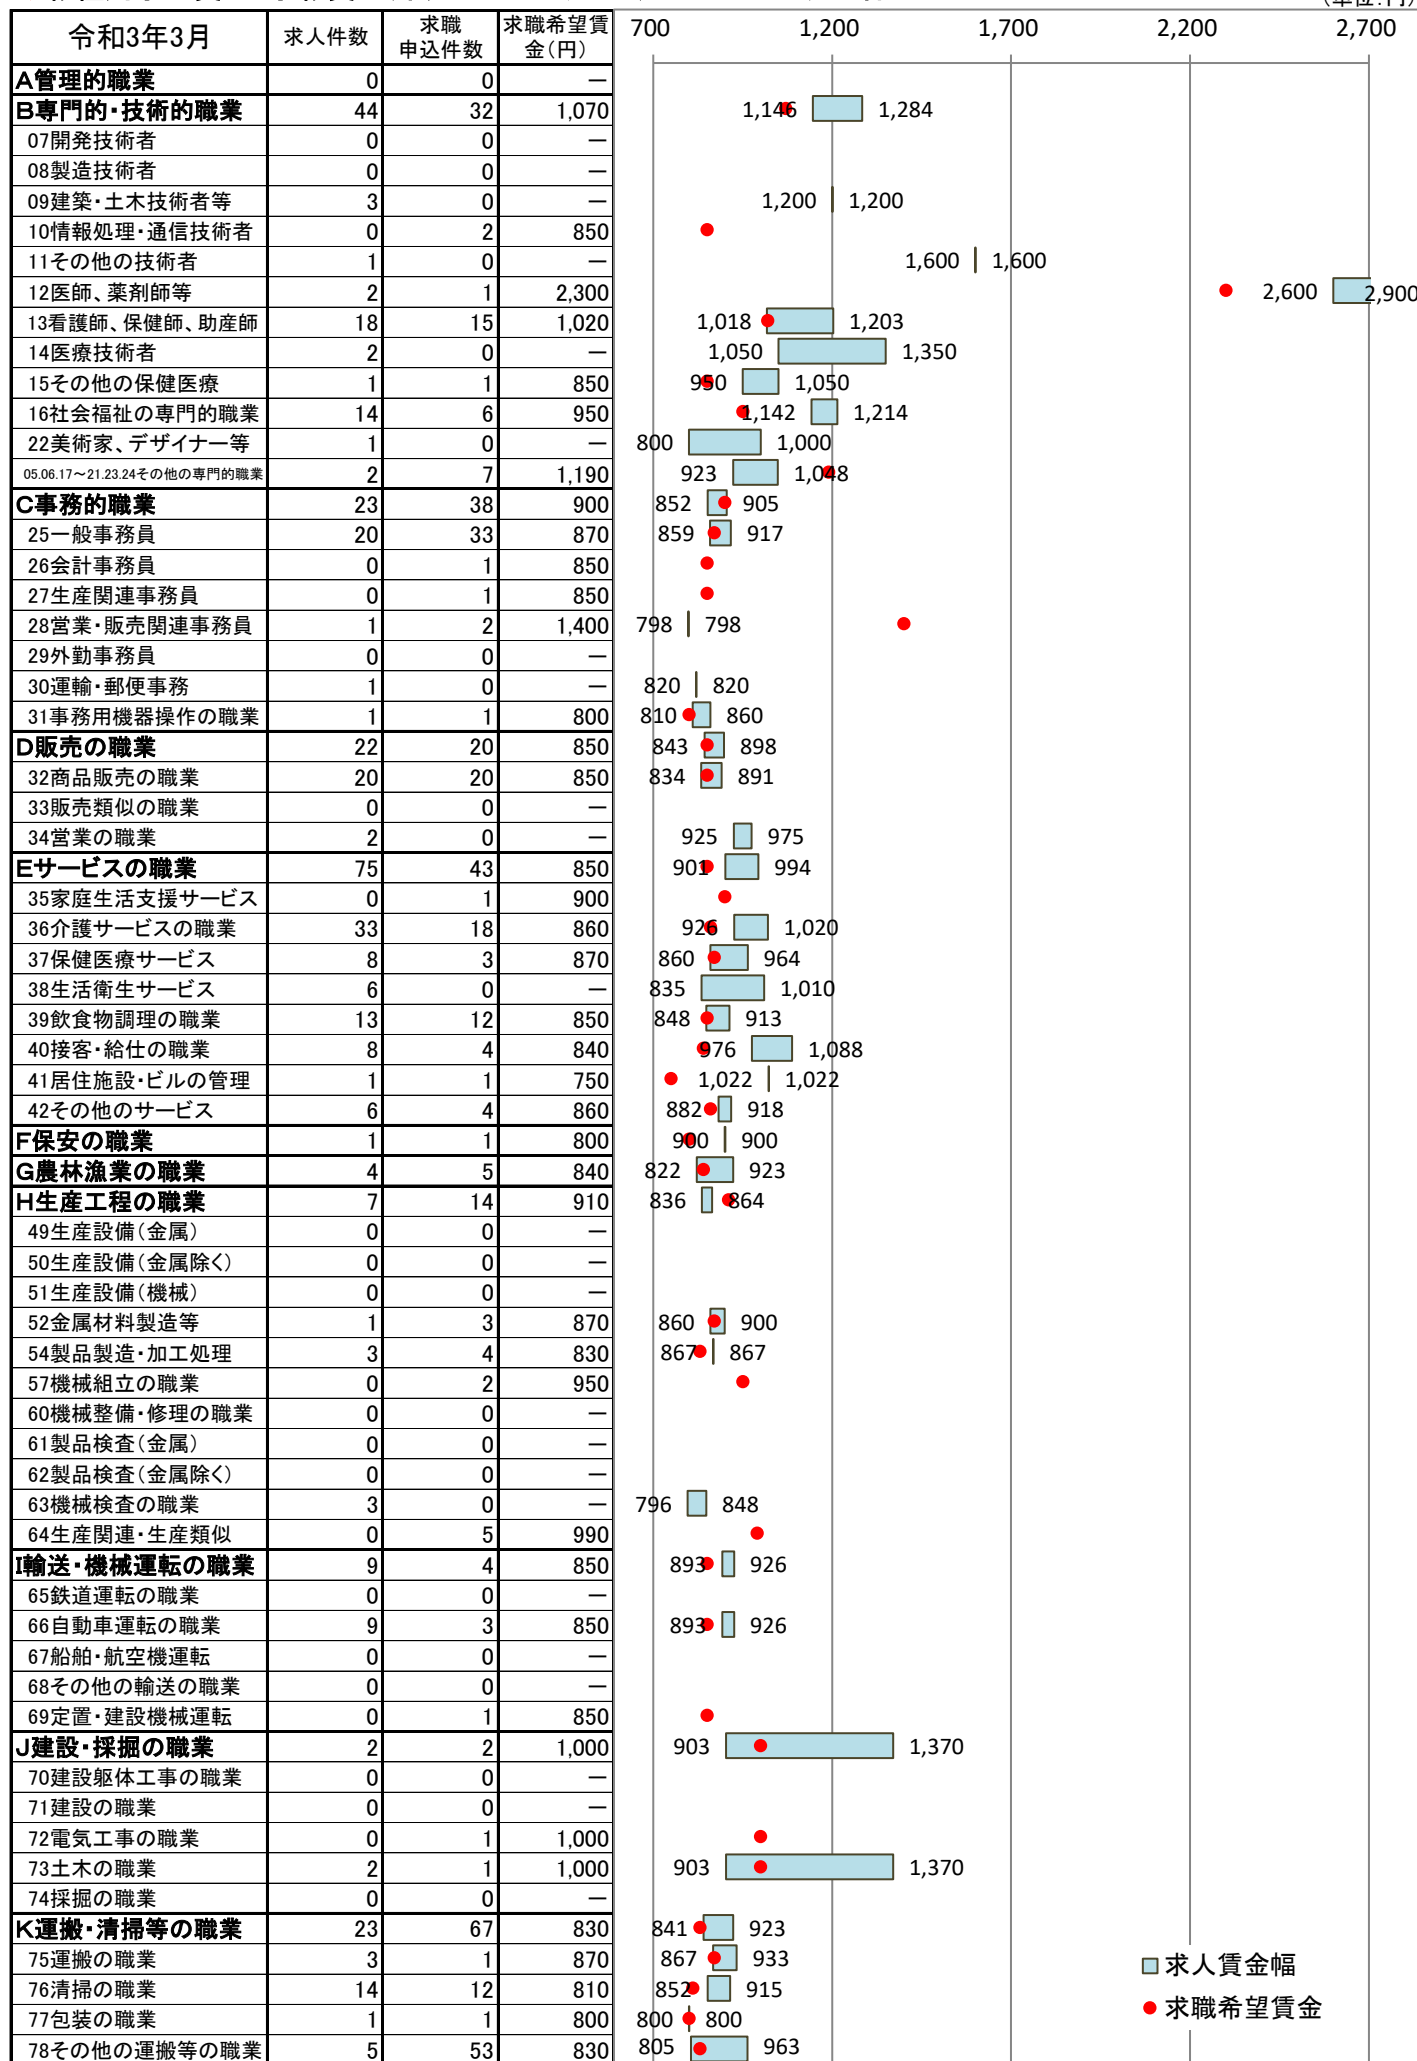 (単位:円)
令和3年3月 求人件数 求職申込件数 求職希望賃金(円) 700 1,200 1,700 2,200 2,700
A管理的職業 0 0 ―
B専門的・技術的職業 44 32 1,070 1,146 1,284
07開発技術者 0 0 ―
08製造技術者 0 0 ―
09建築・土木技術者等 3 0 ― 1,200 1,200
10情報処理・通信技術者 0 2 850
11その他の技術者 1 0 ― 1,600 1,600
12医師、薬剤師等 2 1 2,300 2,600 2,900
13看護師、保健師、助産師 18 15 1,020 1,018 1,203
14医療技術者 2 0 ― 1,050 1,350
15その他の保健医療 1 1 850 950 1,050
16社会福祉の専門的職業 14 6 950 1,142 1,214
22美術家、デザイナー等 1 0 ― 800 1,000
05.06.17～21.23.24その他の専門的職業 2 7 1,190 923 1,048
C事務的職業 23 38 900 852 905
25一般事務員 20 33 870 859 917
26会計事務員 0 1 850
27生産関連事務員 0 1 850
28営業・販売関連事務員 1 2 1,400 798 798
29外勤事務員 0 0 ―
30運輸・郵便事務 1 0 ― 820 820
31事務用機器操作の職業 1 1 800 810 860
D販売の職業 22 20 850 843 898
32商品販売の職業 20 20 850 834 891
33販売類似の職業 0 0 ―
34営業の職業 2 0 ― 925 975
Eサービスの職業 75 43 850 901 994
35家庭生活支援サービス 0 1 900
36介護サービスの職業 33 18 860 926 1,020
37保健医療サービス 8 3 870 860 964
38生活衛生サービス 6 0 ― 835 1,010
39飲食物調理の職業 13 12 850 848 913
40接客・給仕の職業 8 4 840 976 1,088
41居住施設・ビルの管理 1 1 750 1,022 1,022
42その他のサービス 6 4 860 882 918
F保安の職業 1 1 800 900 900
G農林漁業の職業 4 5 840 822 923
H生産工程の職業 7 14 910 836 864
49生産設備(金属) 0 0 ―
50生産設備(金属除く) 0 0 ―
51生産設備(機械) 0 0 ―
52金属材料製造等 1 3 870 860 900
54製品製造・加工処理 3 4 830 867 867
57機械組立の職業 0 2 950
60機械整備・修理の職業 0 0 ―
61製品検査(金属) 0 0 ―
62製品検査(金属除く) 0 0 ―
63機械検査の職業 3 0 ― 796 848
64生産関連・生産類似 0 5 990
I輸送・機械運転の職業 9 4 850 893 926
65鉄道運転の職業 0 0 ―
66自動車運転の職業 9 3 850 893 926
67船舶・航空機運転 0 0 ―
68その他の輸送の職業 0 0 ―
69定置・建設機械運転 0 1 850
J建設・採掘の職業 2 2 1,000 903 1,370
70建設躯体工事の職業 0 0 ―
71建設の職業 0 0 ―
72電気工事の職業 0 1 1,000
73土木の職業 2 1 1,000 903 1,370
74採掘の職業 0 0 ―
K運搬・清掃等の職業 23 67 830 841 923
75運搬の職業 3 1 870 867 933
76清掃の職業 14 12 810 852 915
77包装の職業 1 1 800 800 800
78その他の運搬等の職業 5 53 830 805 963
求人賃金幅
求職希望賃金